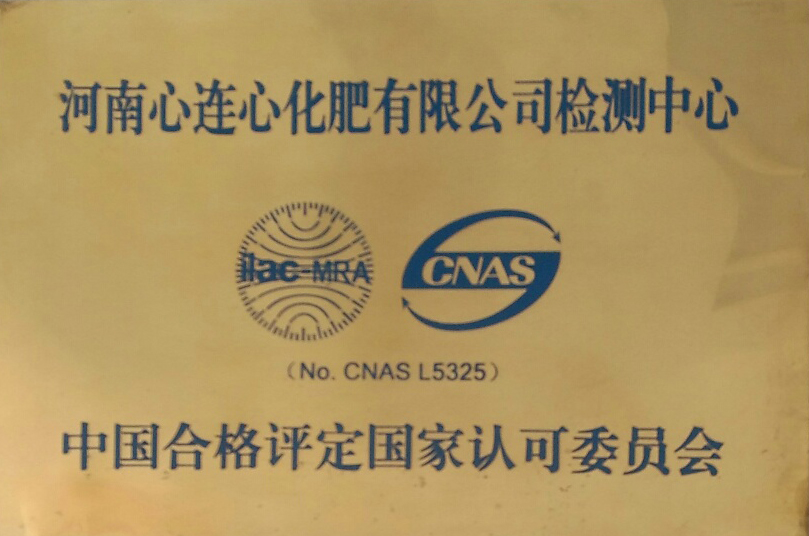 河南心连心化肥有限公司检测中心
ilac-MRA CNAS
（No. CNAS L5325）
中国合格评定国家认可委员会